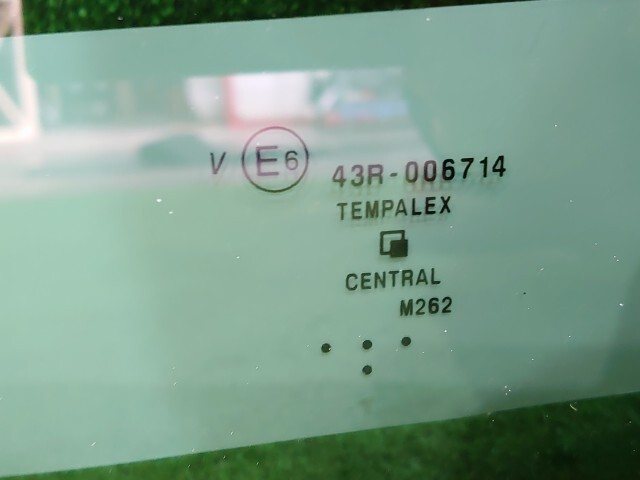 V E6 43R-006714
TEMPALEX
CENTRAL
M262